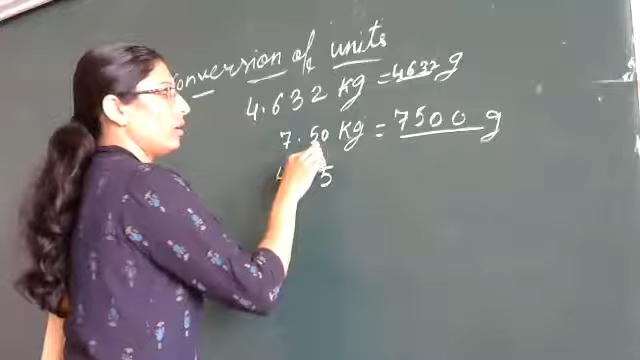 Conversion of units
4.632 kg = 4632 g
7.50 kg = 7500 g
5